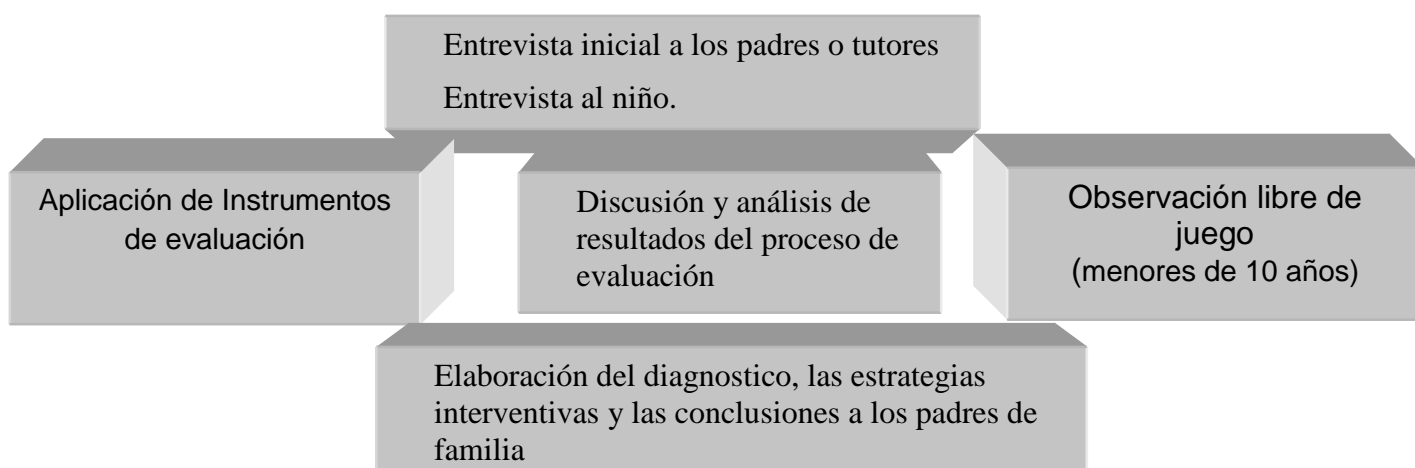 Entrevista inicial a los padres o tutores
Entrevista al niño.
Aplicación de Instrumentos
de evaluación
Discusión y análisis de
resultados del proceso de
evaluación
Observación libre de
juego
(menores de 10 años)
Elaboración del diagnostico, las estrategias
interventivas y las conclusiones a los padres de
familia